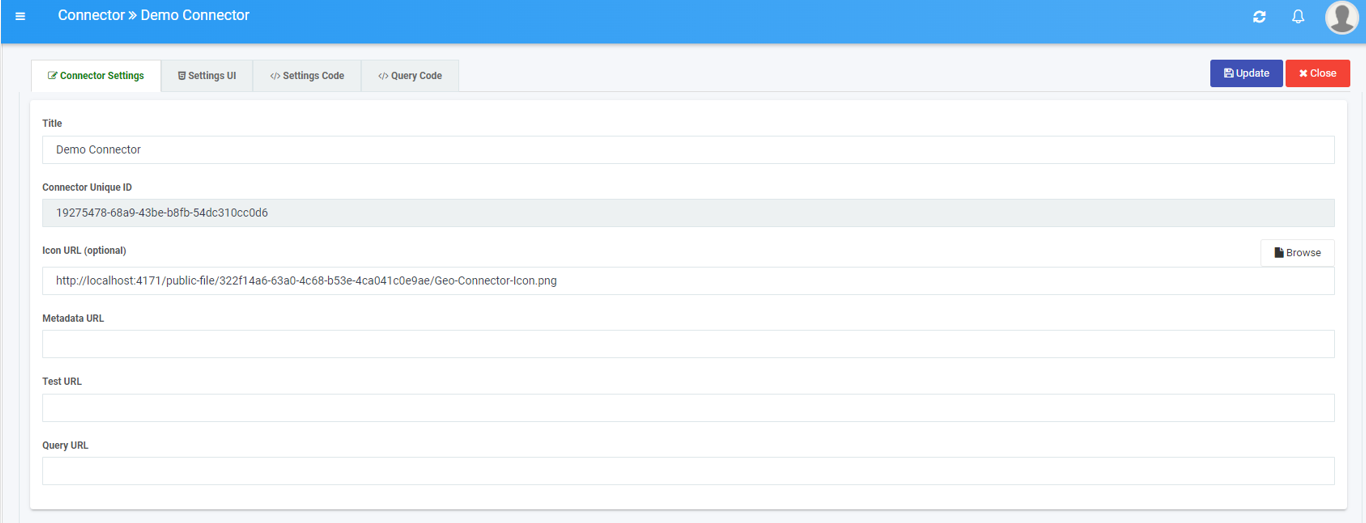 Connector » Demo Connector
Connector Settings
Settings UI
</> Settings Code
</> Query Code
Update
Close
Title
Demo Connector
Connector Unique ID
19275478-68a9-43be-b8fb-54dc310cc0d6
Icon URL (optional)
Browse
http://localhost:4171/public-file/322f14a6-63a0-4c68-b53e-4ca041c0e9ae/Geo-Connector-Icon.png
Metadata URL
Test URL
Query URL